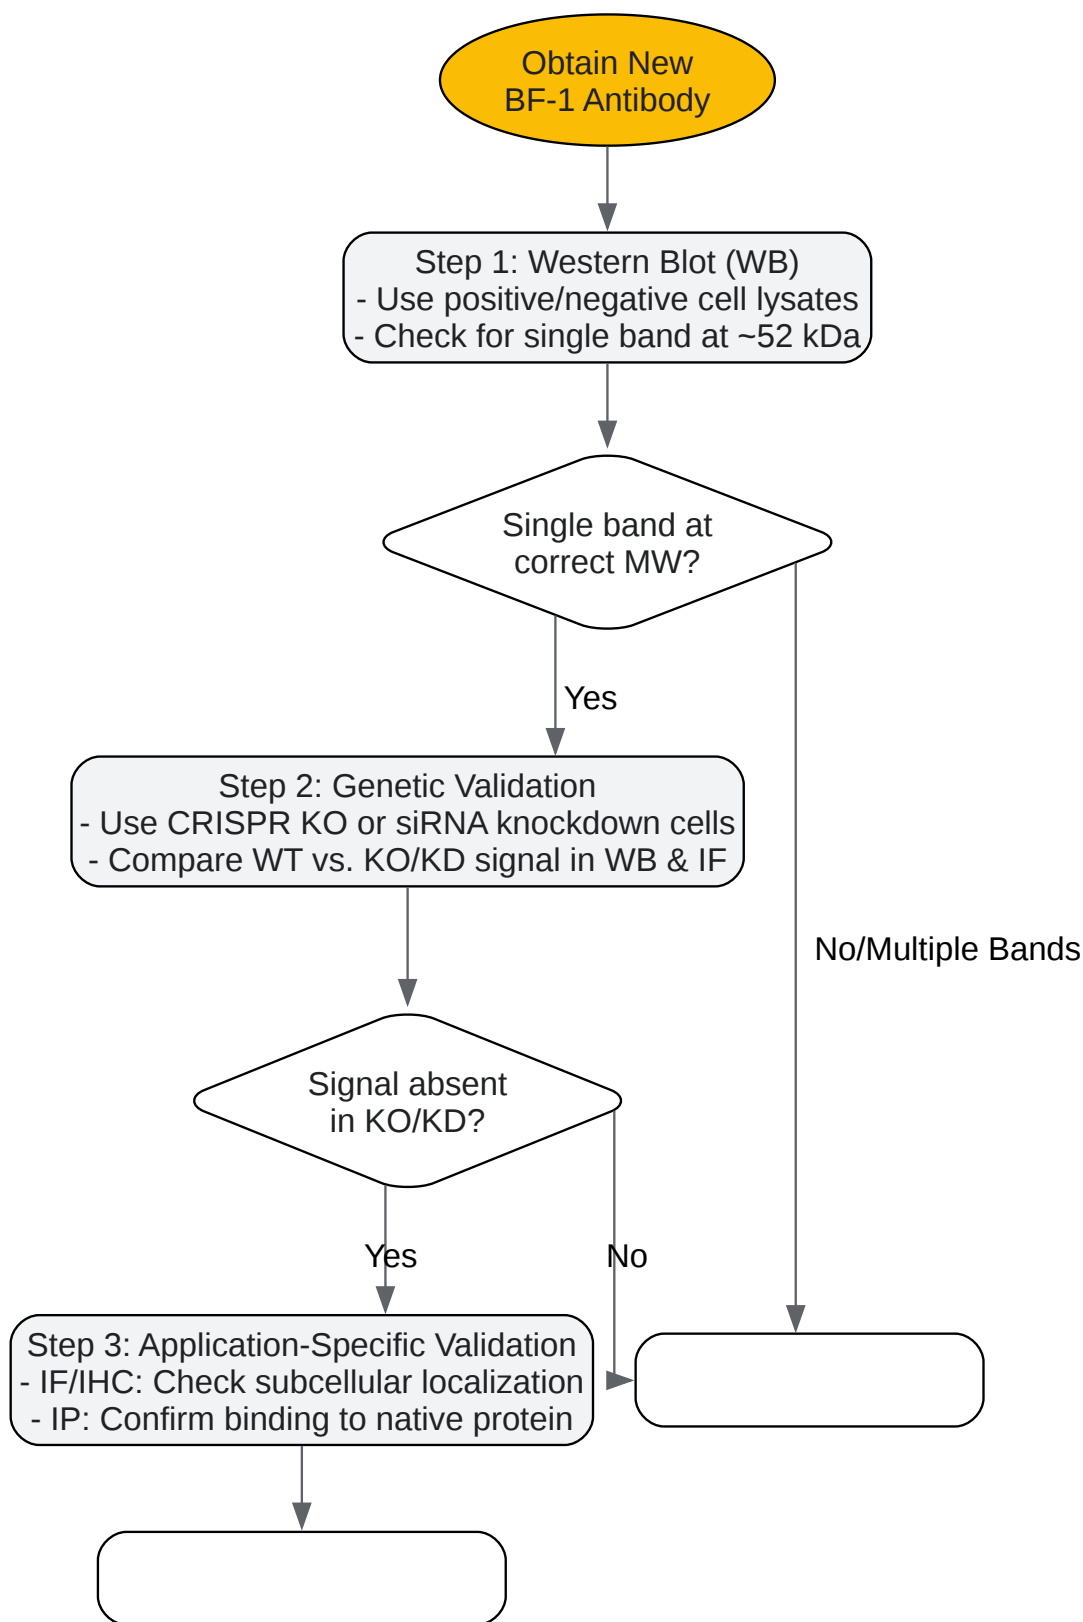 Obtain New
BF-1 Antibody
Step 1: Western Blot (WB)
- Use positive/negative cell lysates
- Check for single band at ~52 kDa
Single band at
correct MW?
Yes
Step 2: Genetic Validation
- Use CRISPR KO or siRNA knockdown cells
- Compare WT vs. KO/KD signal in WB & IF
No/Multiple Bands
Signal absent
in KO/KD?
Yes
No
Step 3: Application-Specific Validation
- IF/IHC: Check subcellular localization
- IP: Confirm binding to native protein